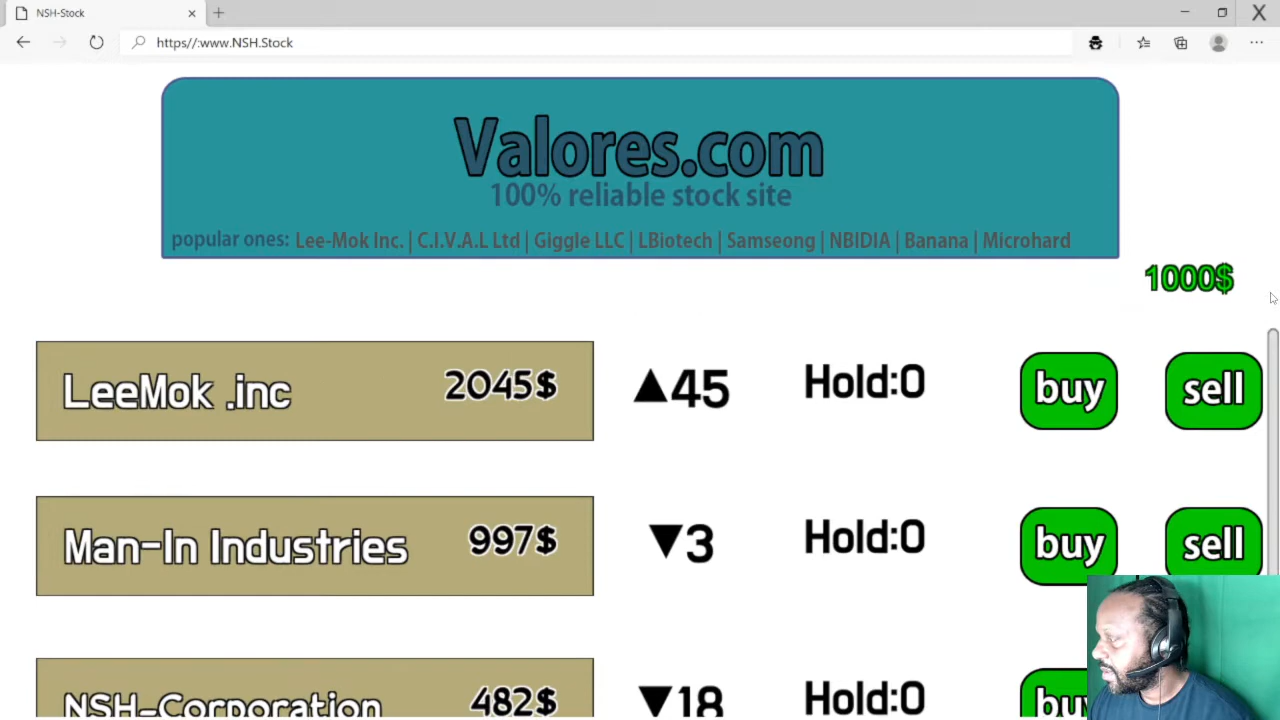 NSH-Stock
https//:www.NSH.Stock
Valores.com
100% reliable stock site
popular ones: Lee-Mok Inc. | C.I.V.A.L Ltd | Giggle LLC | LBiotech | Samseong | NBIDIA | Banana | Microhard
1000$
LeeMok .inc 2045$ ▲45 Hold:0 buy sell
Man-In Industries 997$ ▼3 Hold:0 buy sell
NSH-Corporation 482$ ▼18 Hold:0 buy